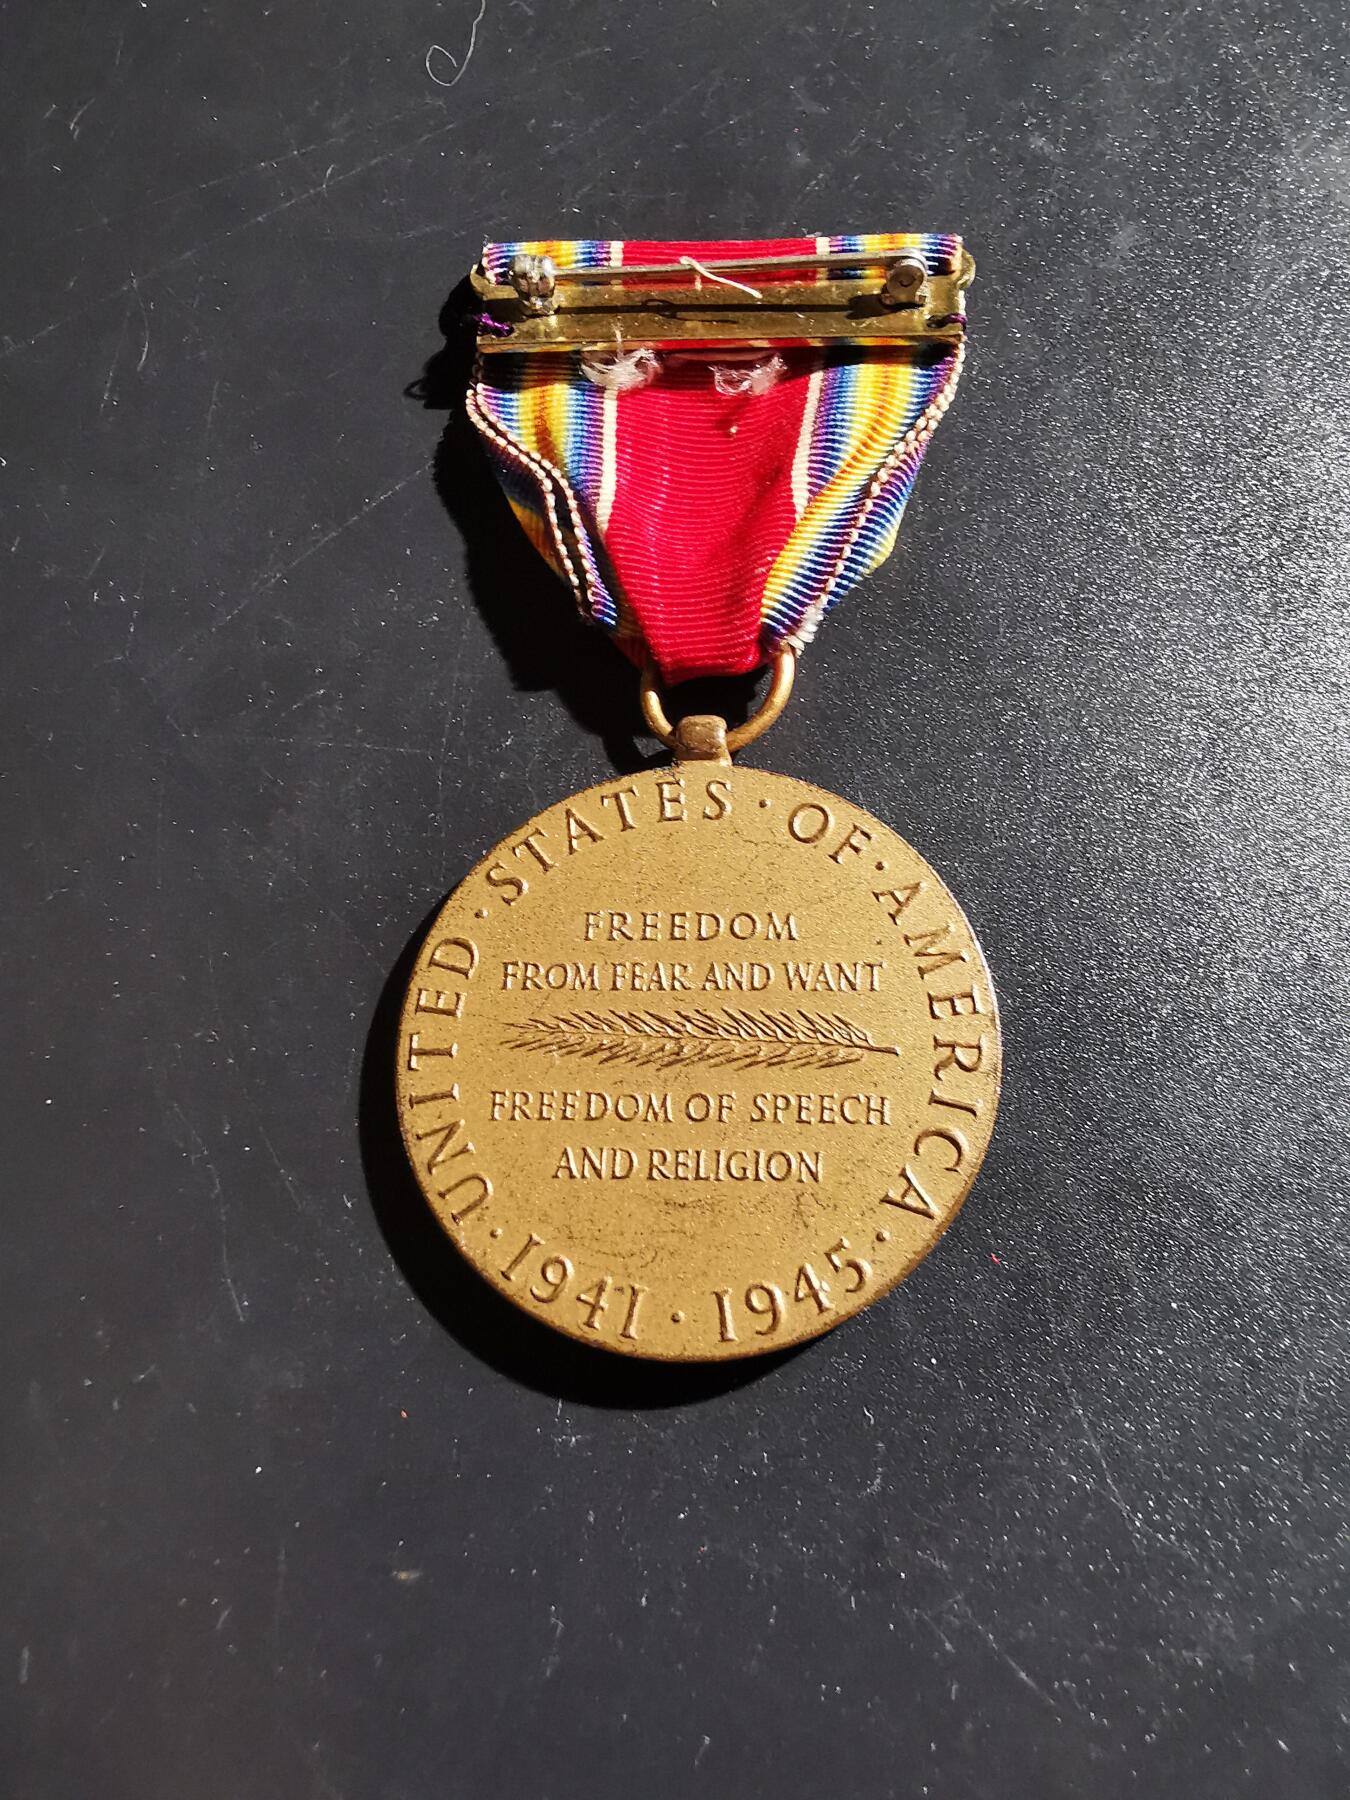 UNITED · STATES · OF · AMERICA ·
FREEDOM
FROM FEAR AND WANT
FREEDOM OF SPEECH
AND RELIGION
· 1941 · 1945 ·